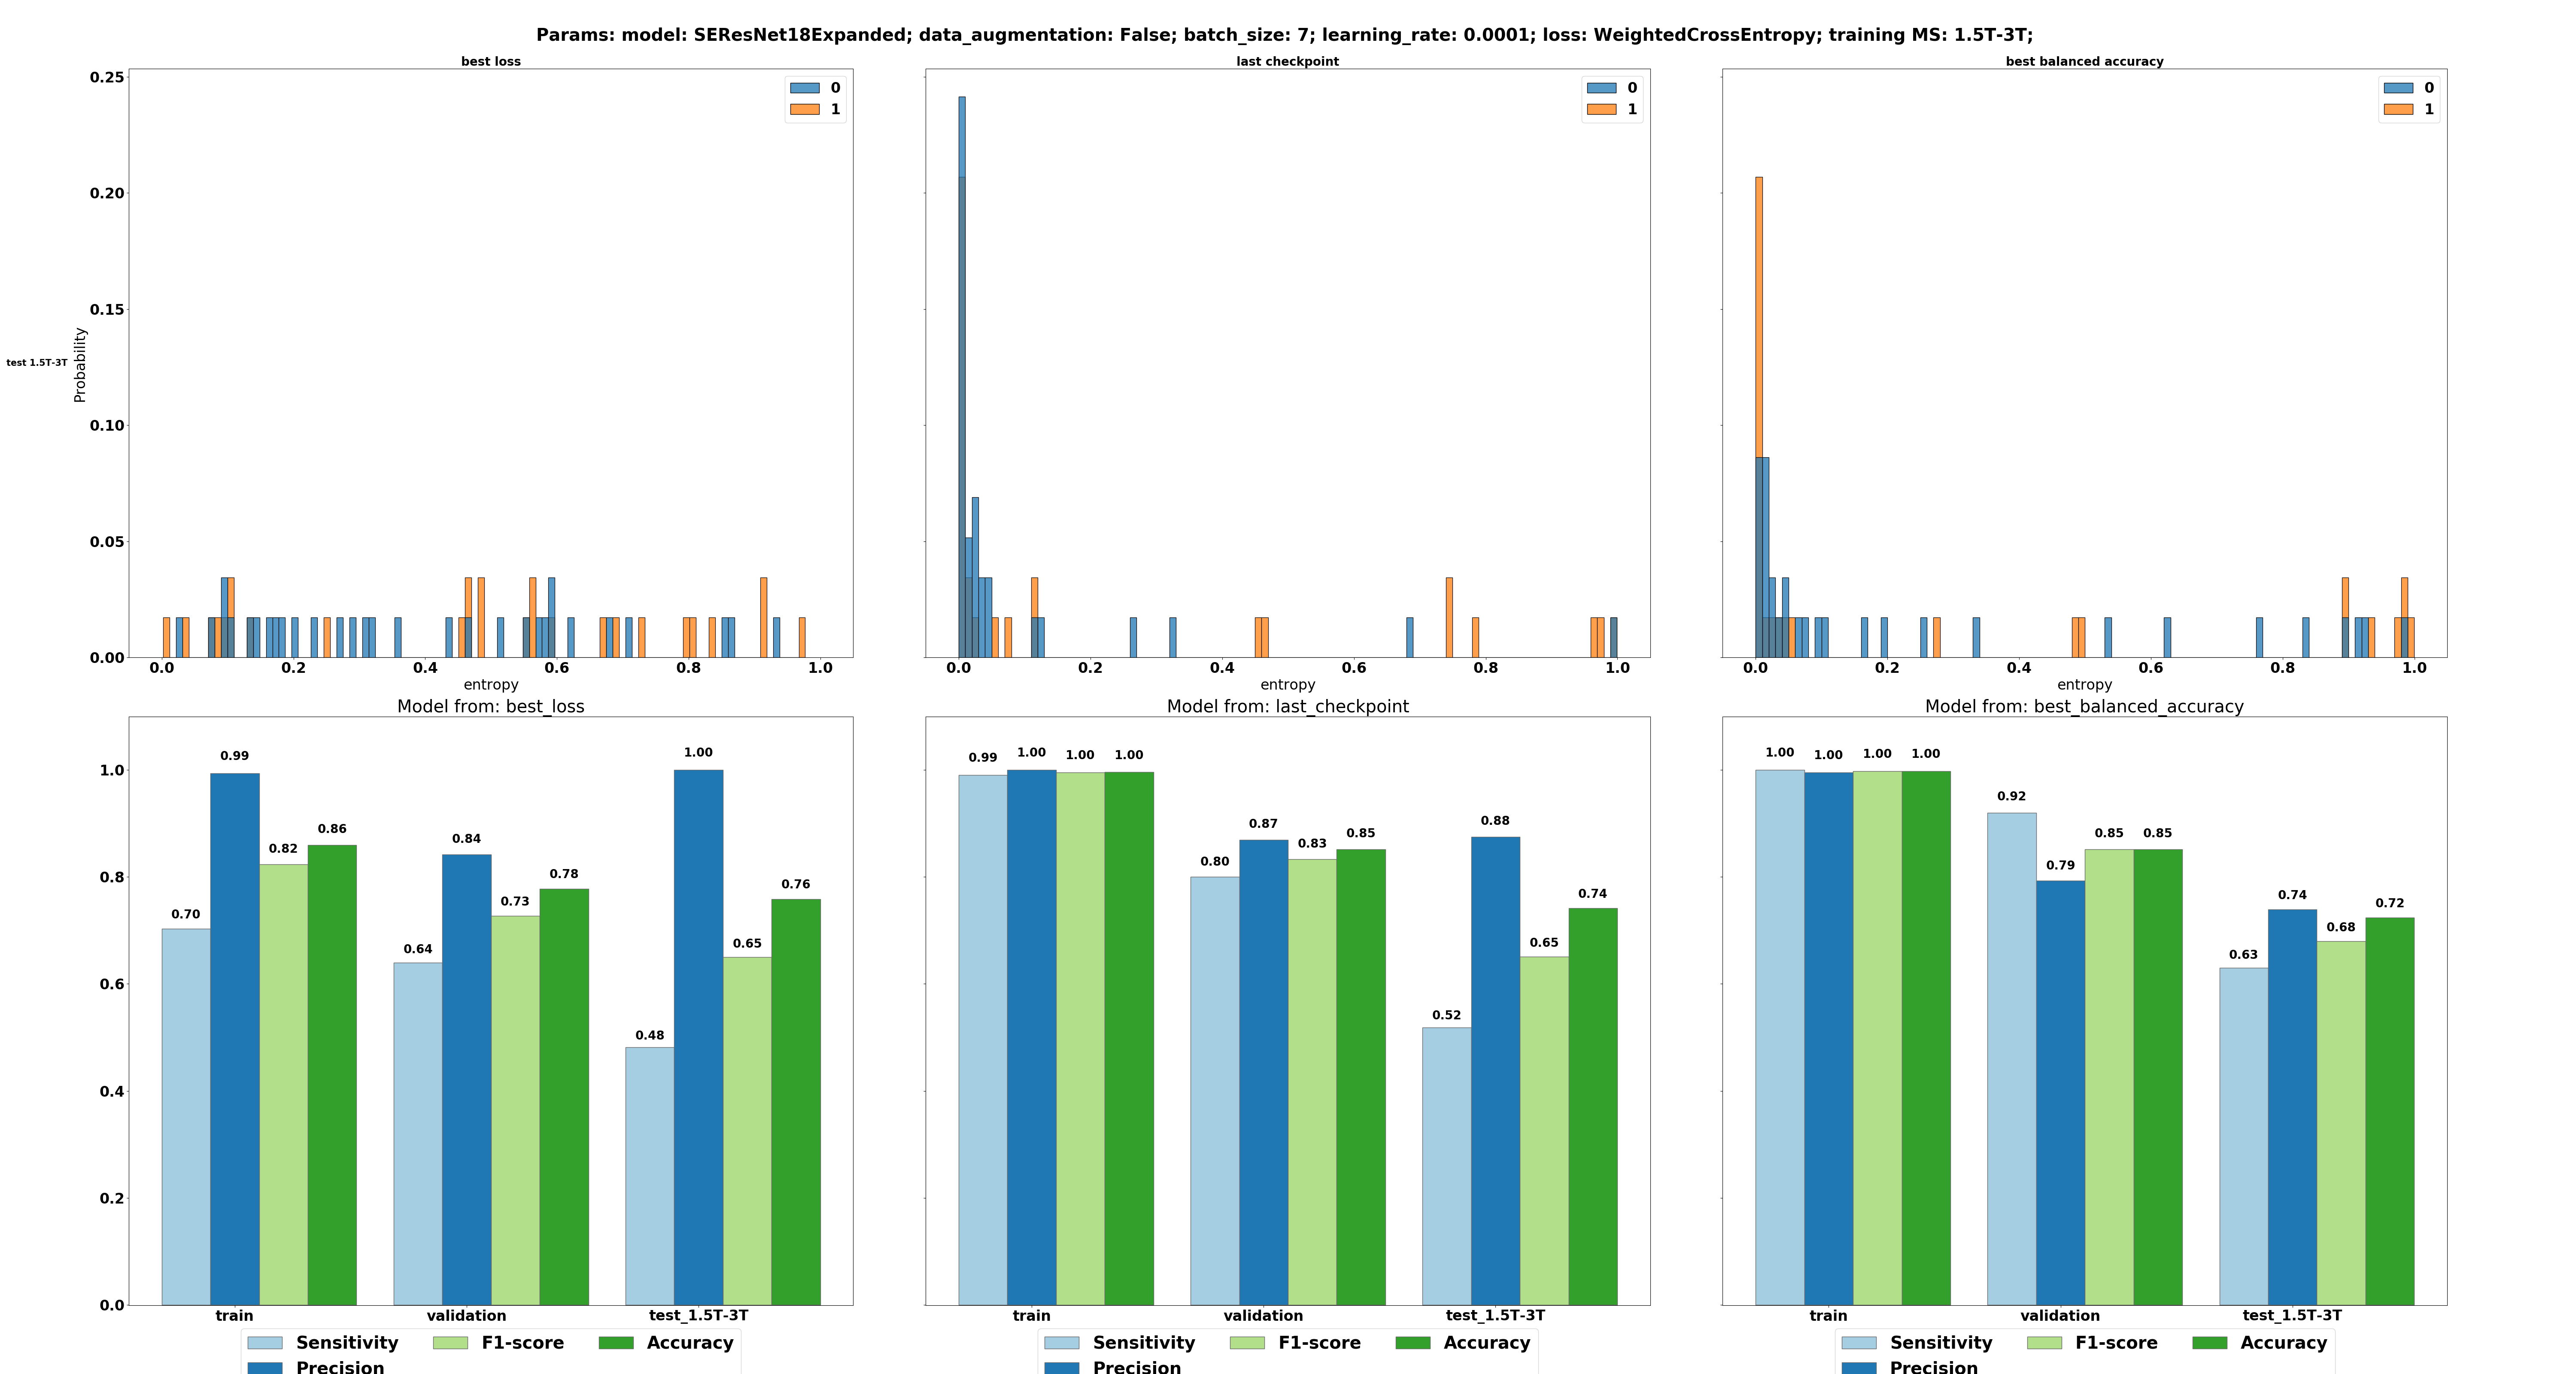 Params: model: SEResNet18Expanded; data_augmentation: False; batch_size: 7; learning_rate: 0.0001; loss: WeightedCrossEntropy; training MS: 1.5T-3T;
best loss
last checkpoint
best balanced accuracy
test 1.5T-3T
Probability
0.25
0.20
0.15
0.10
0.05
0.00
0
1
0
1
0
1
0.0 0.2 0.4 0.6 0.8 1.0
0.0 0.2 0.4 0.6 0.8 1.0
0.0 0.2 0.4 0.6 0.8 1.0
entropy
entropy
entropy
Model from: best_loss
1.0
0.8
0.6
0.4
0.2
0.0
0.70 0.99 0.82 0.86
0.64 0.84 0.73 0.78
0.48 1.00 0.65 0.76
train validation test_1.5T-3T
Sensitivity F1-score Accuracy
Precision
Model from: last_checkpoint
0.99 1.00 1.00 1.00
0.80 0.87 0.83 0.85
0.52 0.88 0.65 0.74
train validation test_1.5T-3T
Sensitivity F1-score Accuracy
Precision
Model from: best_balanced_accuracy
1.00 1.00 1.00 1.00
0.92 0.79 0.85 0.85
0.63 0.74 0.68 0.72
train validation test_1.5T-3T
Sensitivity F1-score Accuracy
Precision